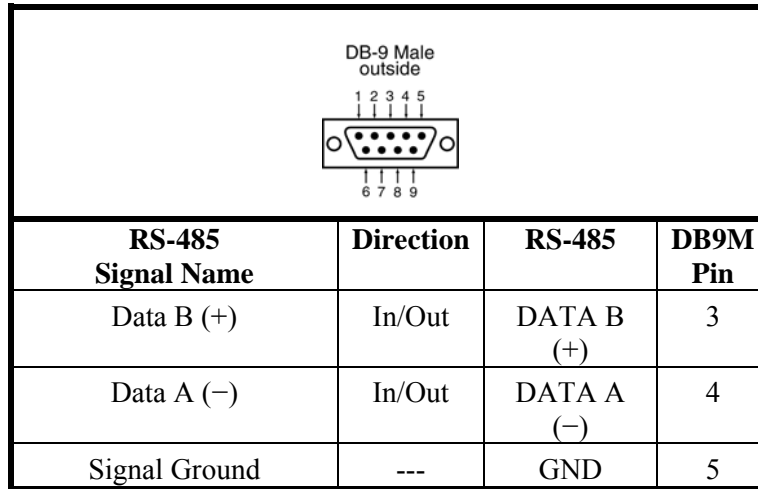 DB-9 Male
outside
1 2 3 4 5
6 7 8 9
RS-485 Signal Name Direction RS-485 DB9M Pin
Data B (+) In/Out DATA B (+) 3
Data A (−) In/Out DATA A (−) 4
Signal Ground --- GND 5